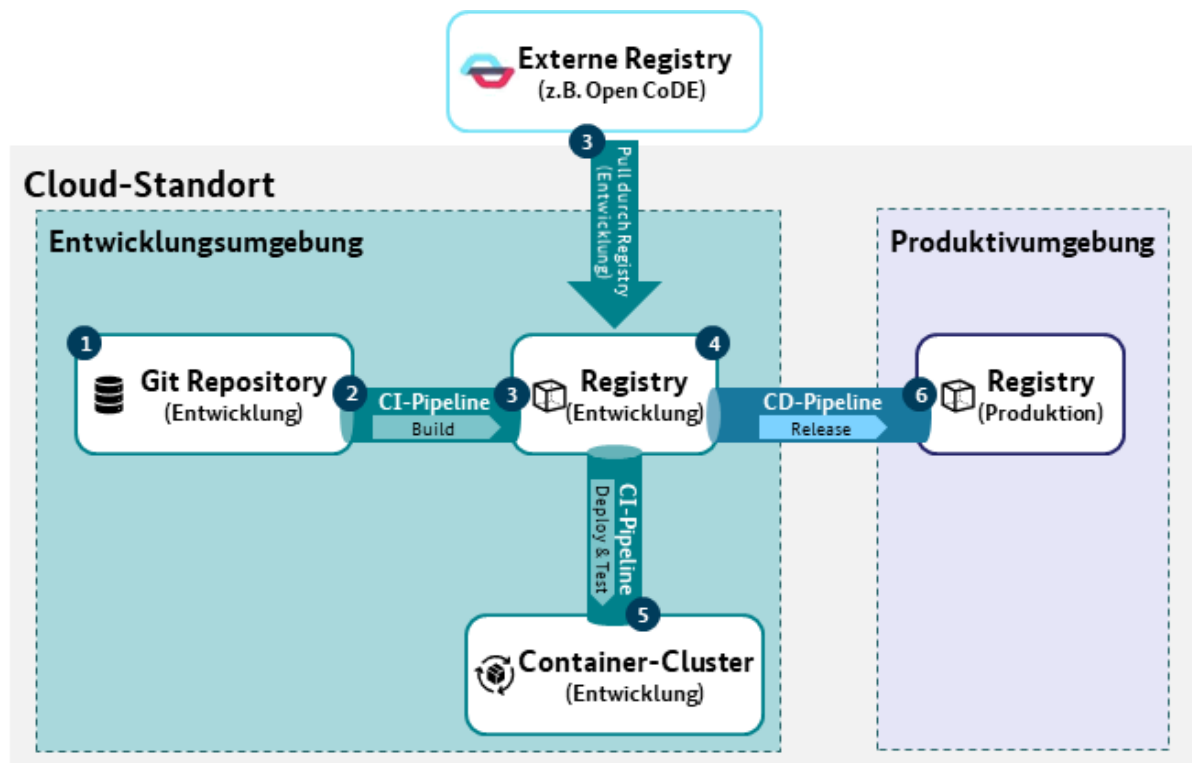 Externe Registry
(z.B. Open CoDE)
3
Pull durch Registry
(Entwicklung)
Cloud-Standort
Entwicklungsumgebung
Produktivumgebung
1
Git Repository
(Entwicklung)
2
CI-Pipeline
Build
3
4
Registry
(Entwicklung)
CD-Pipeline
Release
6
Registry
(Produktion)
CI-Pipeline
Deploy & Test
5
Container-Cluster
(Entwicklung)